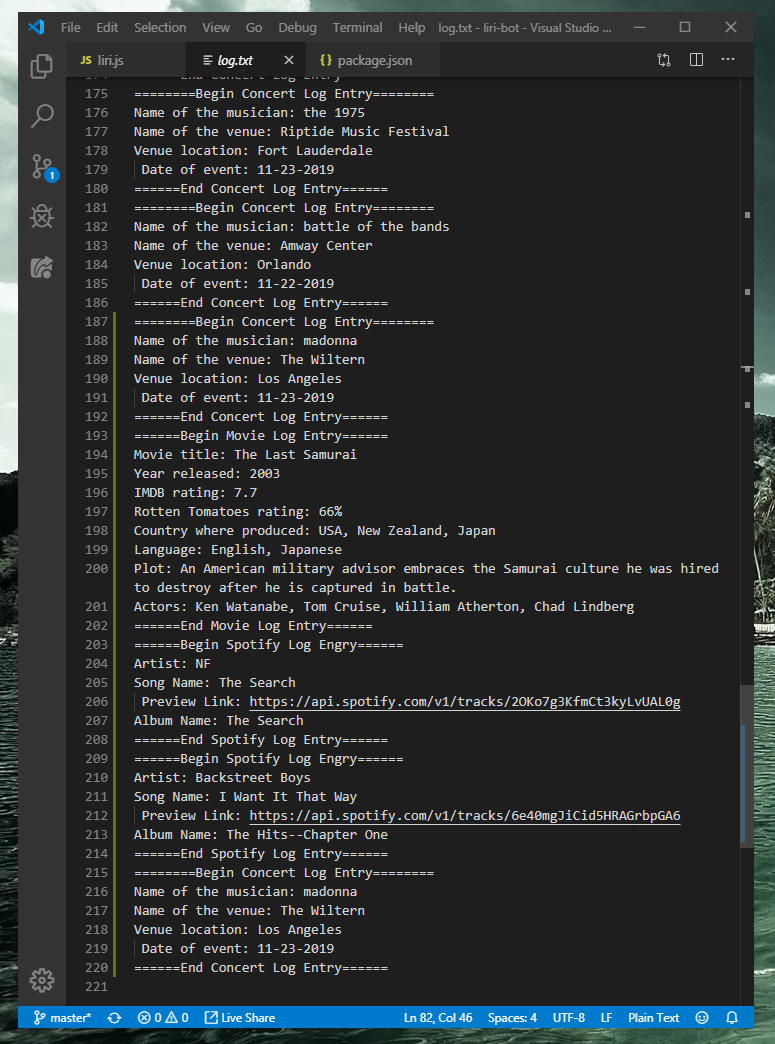 File Edit Selection View Go Debug Terminal Help log.txt - liri-bot - Visual Studio ...
JS liri.js log.txt {} package.json
174 ======End Concert Log Entry======
175 ========Begin Concert Log Entry========
176 Name of the musician: the 1975
177 Name of the venue: Riptide Music Festival
178 Venue location: Fort Lauderdale
179 Date of event: 11-23-2019
180 ======End Concert Log Entry======
181 ========Begin Concert Log Entry========
182 Name of the musician: battle of the bands
183 Name of the venue: Amway Center
184 Venue location: Orlando
185 Date of event: 11-22-2019
186 ======End Concert Log Entry======
187 ========Begin Concert Log Entry========
188 Name of the musician: madonna
189 Name of the venue: The Wiltern
190 Venue location: Los Angeles
191 Date of event: 11-23-2019
192 ======End Concert Log Entry======
193 ======Begin Movie Log Entry======
194 Movie title: The Last Samurai
195 Year released: 2003
196 IMDB rating: 7.7
197 Rotten Tomatoes rating: 66%
198 Country where produced: USA, New Zealand, Japan
199 Language: English, Japanese
200 Plot: An American military advisor embraces the Samurai culture he was hired
to destroy after he is captured in battle.
201 Actors: Ken Watanabe, Tom Cruise, William Atherton, Chad Lindberg
202 ======End Movie Log Entry======
203 ======Begin Spotify Log Engry======
204 Artist: NF
205 Song Name: The Search
206 Preview Link: https://api.spotify.com/v1/tracks/2OKo7g3KfmCt3kyLvUAL0g
207 Album Name: The Search
208 ======End Spotify Log Entry======
209 ======Begin Spotify Log Engry======
210 Artist: Backstreet Boys
211 Song Name: I Want It That Way
212 Preview Link: https://api.spotify.com/v1/tracks/6e40mgJiCid5HRAGrbpGA6
213 Album Name: The Hits--Chapter One
214 ======End Spotify Log Entry======
215 ========Begin Concert Log Entry========
216 Name of the musician: madonna
217 Name of the venue: The Wiltern
218 Venue location: Los Angeles
219 Date of event: 11-23-2019
220 ======End Concert Log Entry======
221
1
master* 0 0 Live Share Ln 82, Col 46 Spaces: 4 UTF-8 LF Plain Text